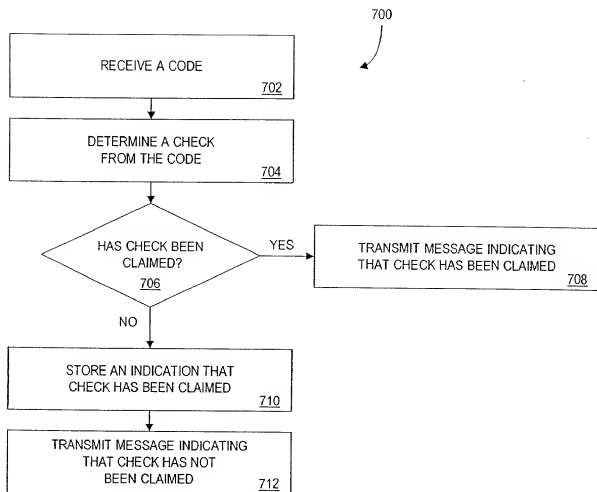 700
RECEIVE A CODE
702
DETERMINE A CHECK
FROM THE CODE
704
HAS CHECK BEEN
CLAIMED?
706
YES
TRANSMIT MESSAGE INDICATING
THAT CHECK HAS BEEN CLAIMED
708
NO
STORE AN INDICATION THAT
CHECK HAS BEEN CLAIMED
710
TRANSMIT MESSAGE INDICATING
THAT CHECK HAS NOT
BEEN CLAIMED
712